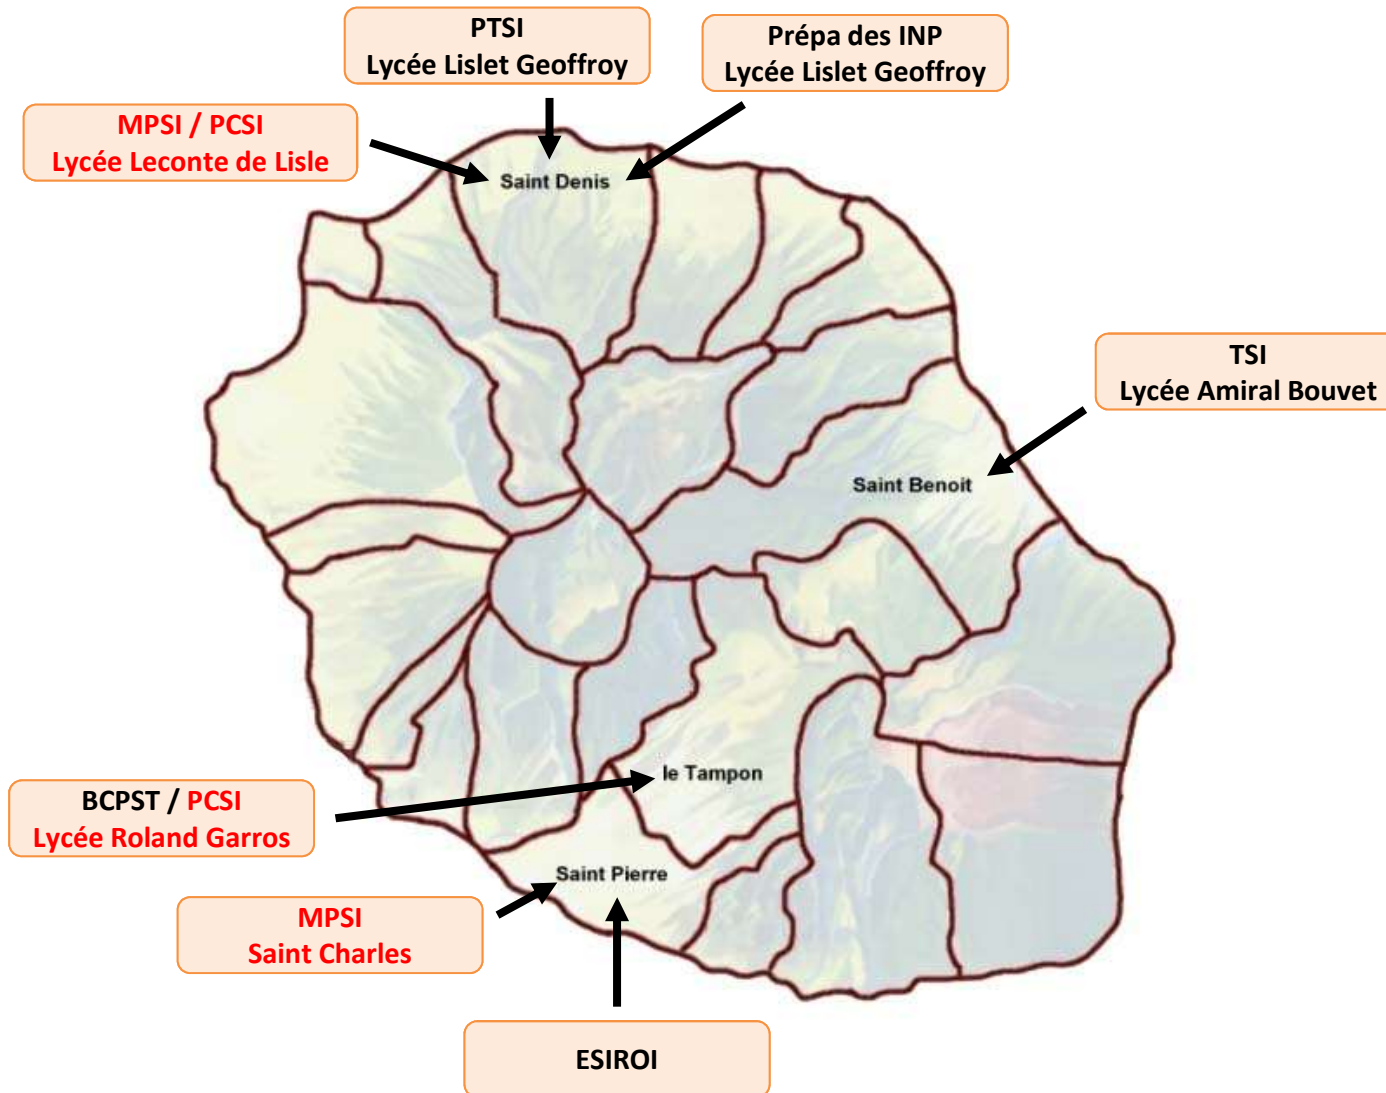 PTSI
Lycée Lislet Geoffroy
Prépa des INP
Lycée Lislet Geoffroy
MPSI / PCSI
Lycée Leconte de Lisle
Saint Denis
TSI
Lycée Amiral Bouvet
Saint Benoit
le Tampon
BCPST / PCSI
Lycée Roland Garros
Saint Pierre
MPSI
Saint Charles
ESIROI